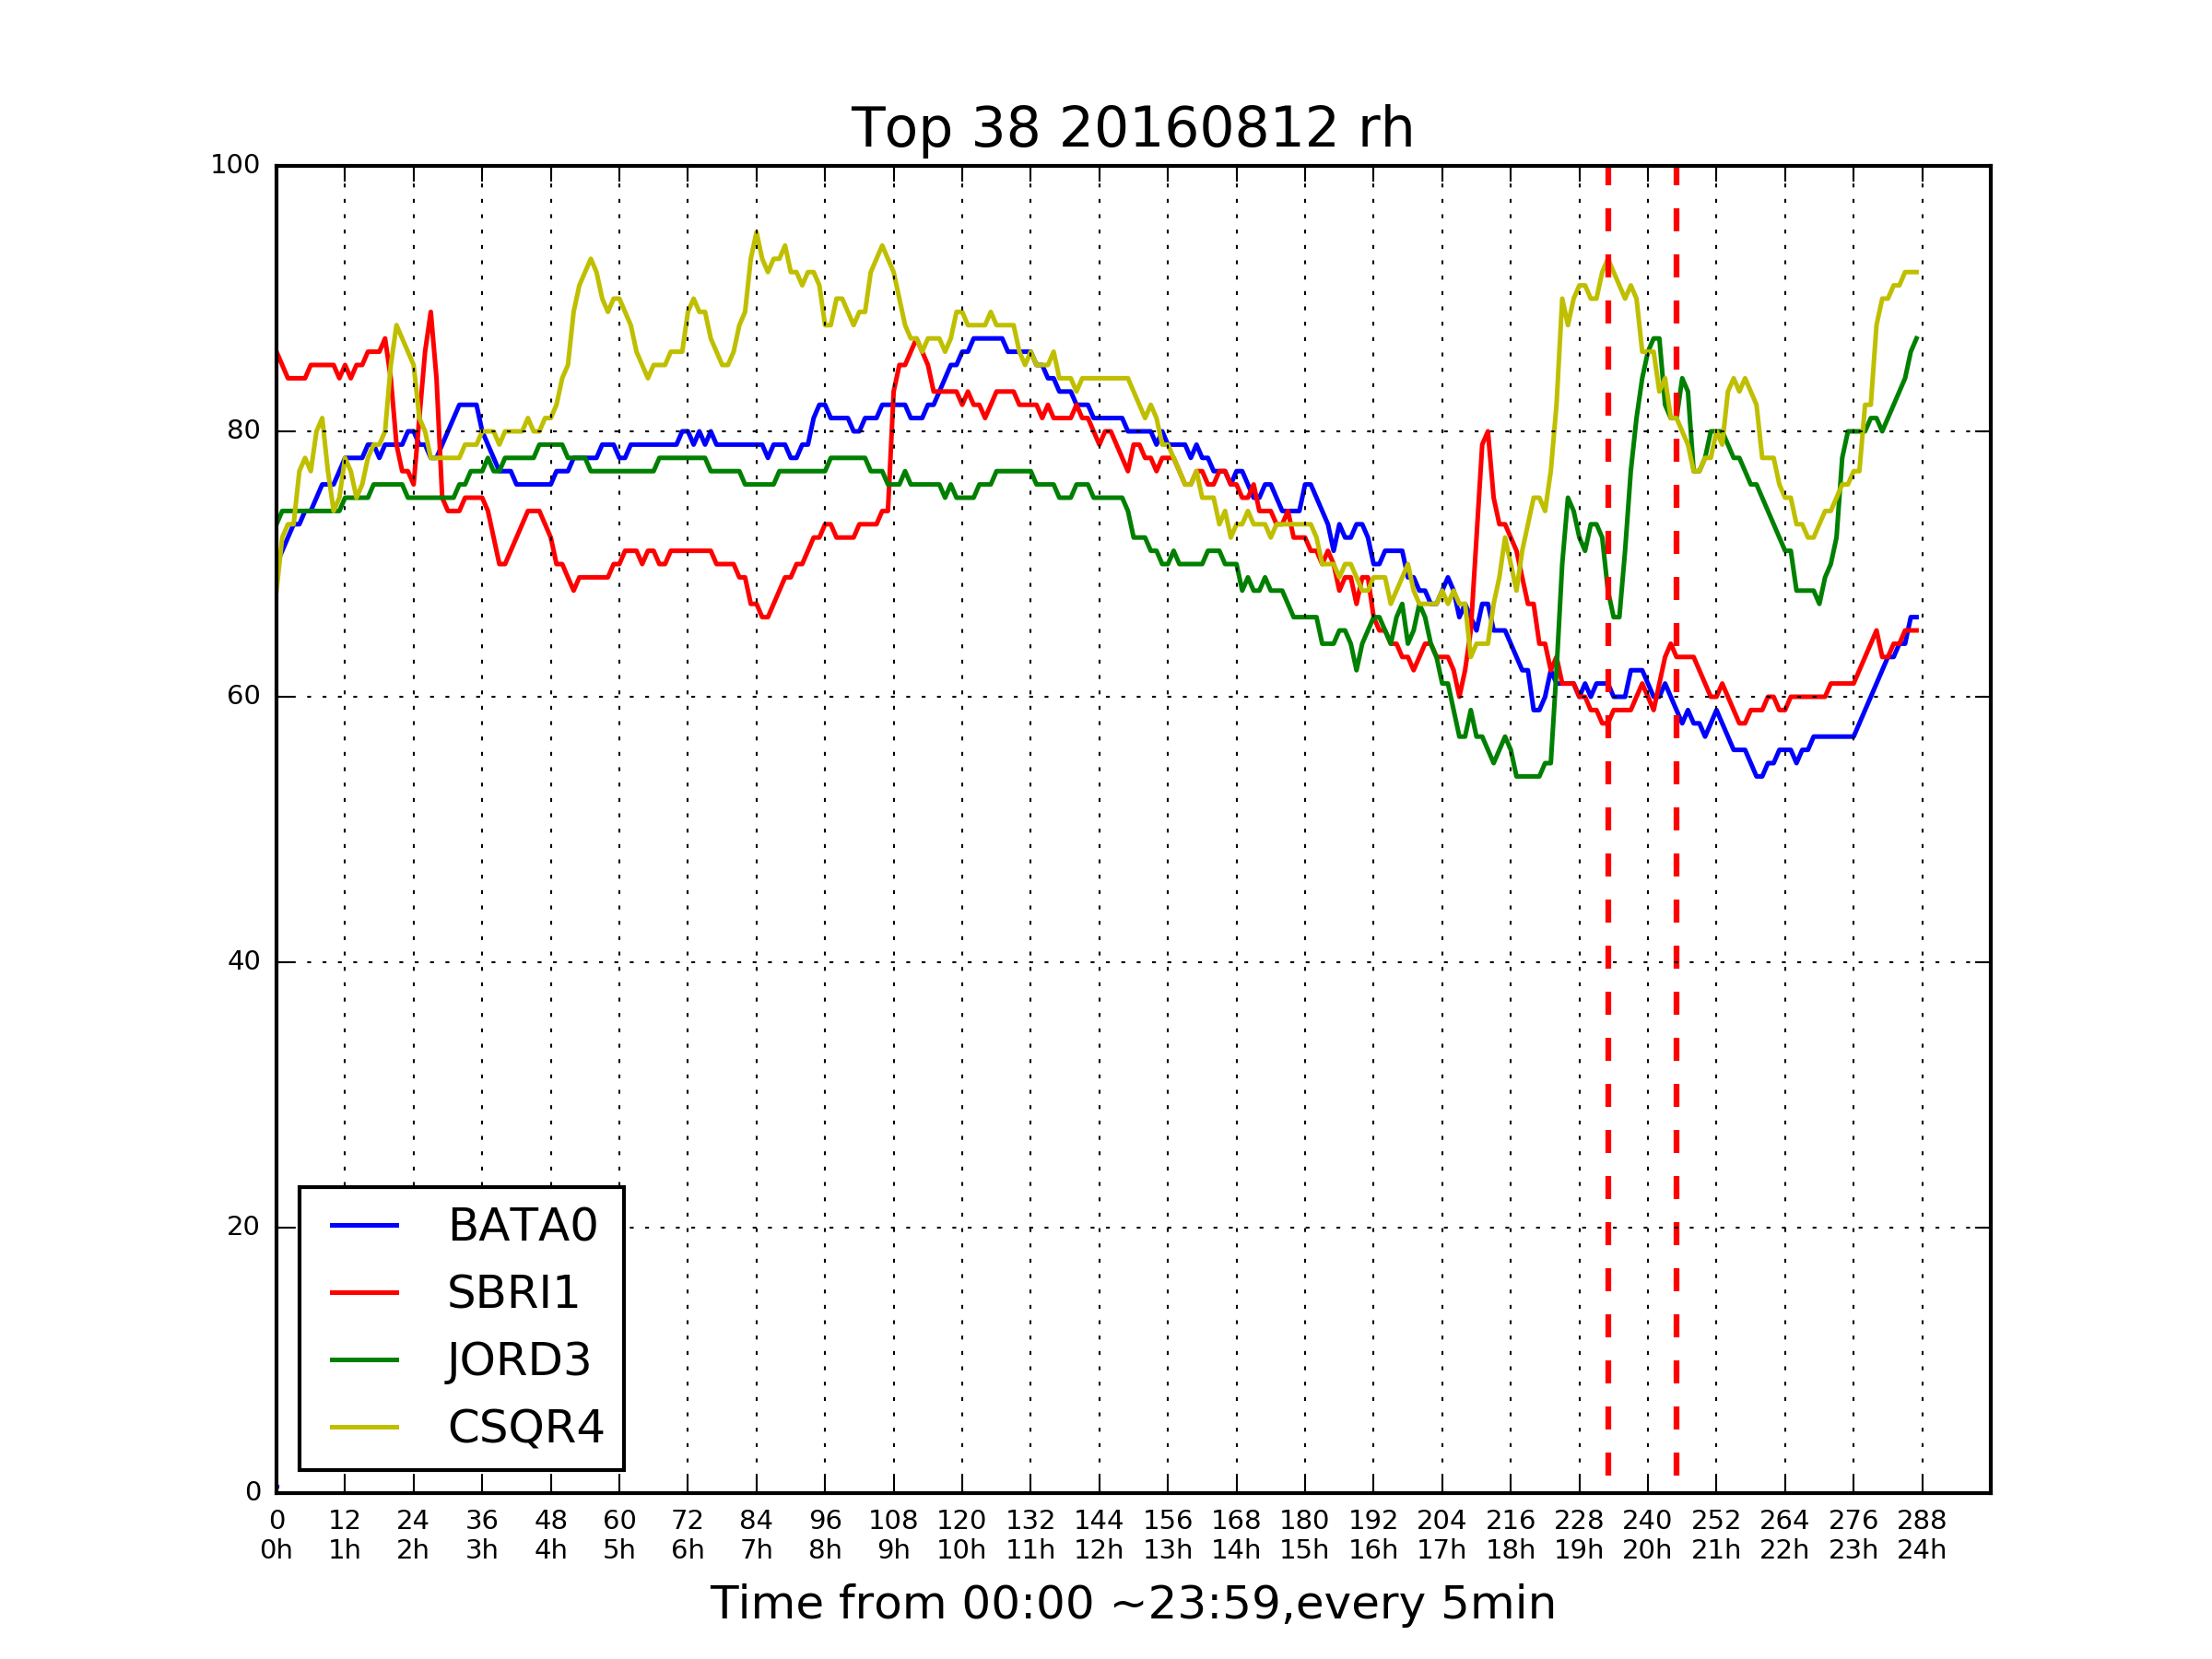 Top 38 20160812 rh
100
80
60
40
20
0
BATA0
SBRI1
JORD3
CSQR4
0 12 24 36 48 60 72 84 96 108 120 132 144 156 168 180 192 204 216 228 240 252 264 276 288
0h 1h 2h 3h 4h 5h 6h 7h 8h 9h 10h 11h 12h 13h 14h 15h 16h 17h 18h 19h 20h 21h 22h 23h 24h
Time from 00:00 ~23:59,every 5min